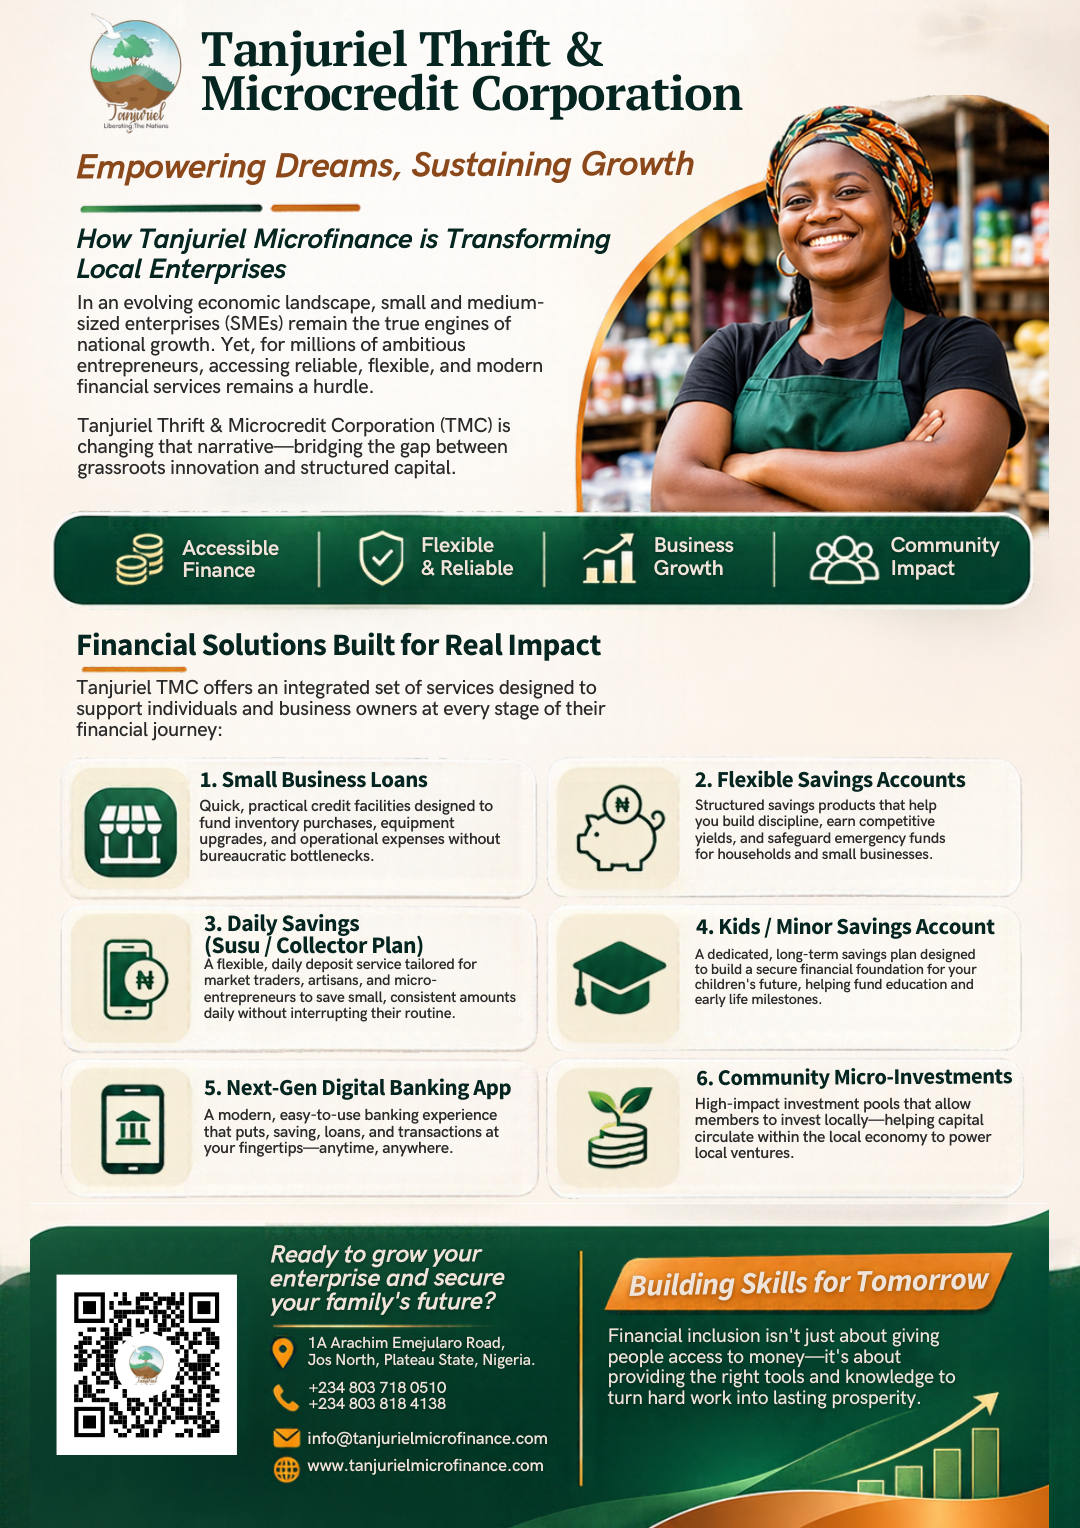 Tanjuriel
Liberating The Nations
Tanjuriel Thrift &
Microcredit Corporation
Empowering Dreams, Sustaining Growth
How Tanjuriel Microfinance is Transforming
Local Enterprises
In an evolving economic landscape, small and medium-
sized enterprises (SMEs) remain the true engines of
national growth. Yet, for millions of ambitious
entrepreneurs, accessing reliable, flexible, and modern
financial services remains a hurdle.
Tanjuriel Thrift & Microcredit Corporation (TMC) is
changing that narrative—bridging the gap between
grassroots innovation and structured capital.
Accessible
Finance
Flexible
& Reliable
Business
Growth
Community
Impact
Financial Solutions Built for Real Impact
Tanjuriel TMC offers an integrated set of services designed to
support individuals and business owners at every stage of their
financial journey:
1. Small Business Loans
Quick, practical credit facilities designed to
fund inventory purchases, equipment
upgrades, and operational expenses without
bureaucratic bottlenecks.
₦
2. Flexible Savings Accounts
Structured savings products that help
you build discipline, earn competitive
yields, and safeguard emergency funds
for households and small businesses.
₦
3. Daily Savings
(Susu / Collector Plan)
A flexible, daily deposit service tailored for
market traders, artisans, and micro-
entrepreneurs to save small, consistent amounts
daily without interrupting their routine.
4. Kids / Minor Savings Account
A dedicated, long-term savings plan designed
to build a secure financial foundation for your
children's future, helping fund education and
early life milestones.
5. Next-Gen Digital Banking App
A modern, easy-to-use banking experience
that puts, saving, loans, and transactions at
your fingertips—anytime, anywhere.
6. Community Micro-Investments
High-impact investment pools that allow
members to invest locally—helping capital
circulate within the local economy to power
local ventures.
Ready to grow your
enterprise and secure
your family's future?
1A Arachim Emejularo Road,
Jos North, Plateau State, Nigeria.
+234 803 718 0510
+234 803 818 4138
info@tanjurielmicrofinance.com
www.tanjurielmicrofinance.com
Building Skills for Tomorrow
Financial inclusion isn't just about giving
people access to money—it's about
providing the right tools and knowledge to
turn hard work into lasting prosperity.